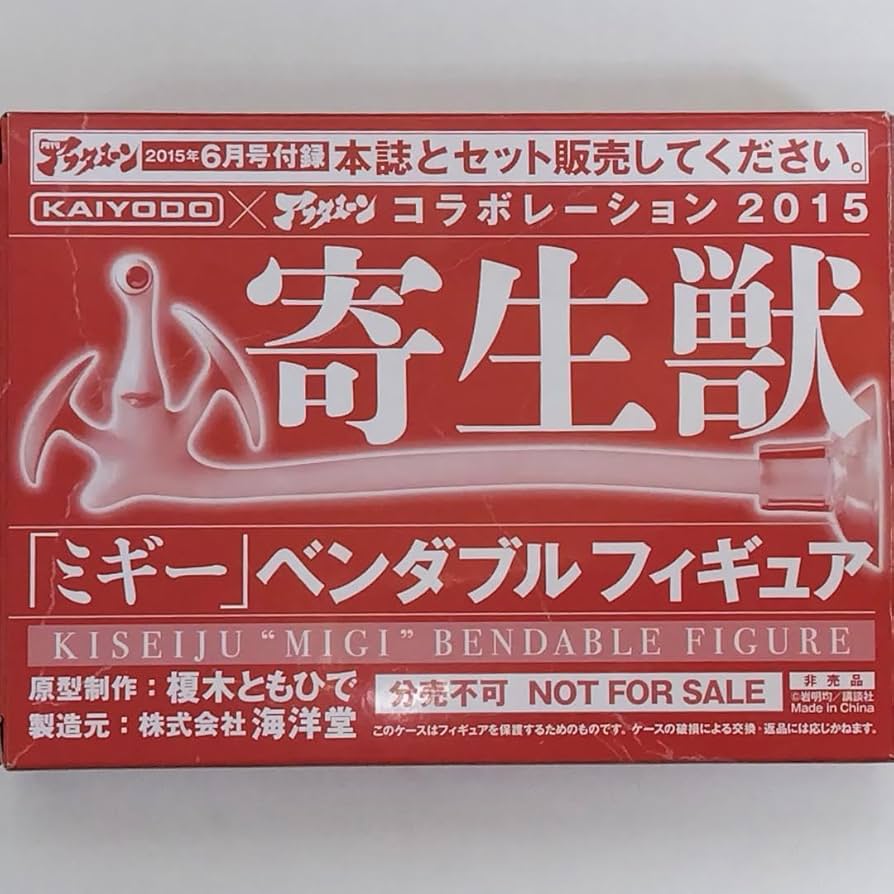 月刊アフタヌーン 2015年6月号付録 本誌とセット販売してください。
KAIYODO×アフタヌーン コラボレーション 2015
寄生獣
「ミギー」ベンダブル フィギュア
KISEIJU “MIGI” BENDABLE FIGURE
原型制作：榎木ともひで
製造元：株式会社 海洋堂
分売不可 NOT FOR SALE
非売品
©岩明均／講談社
Made in China
このケースはフィギュアを保護するためのものです。ケースの破損による交換・返品には応じかねます。